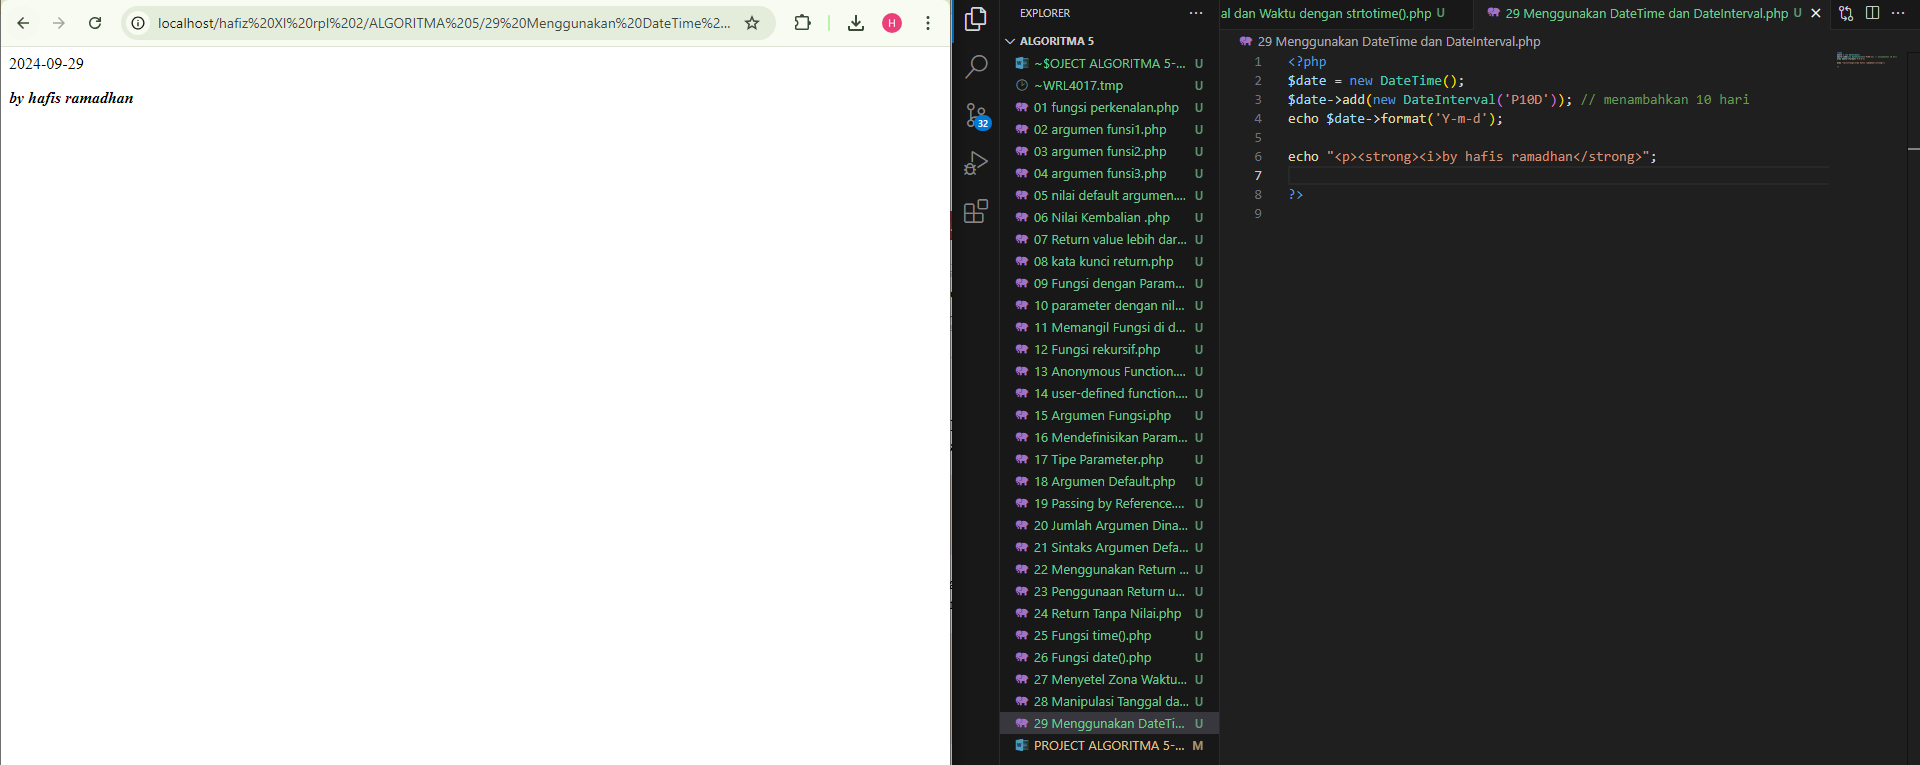 localhost/hafiz%20XI%20rpl%202/ALGORITMA%205/29%20Menggunakan%20DateTime%2...
H
2024-09-29
by hafis ramadhan
32
EXPLORER
ALGORITMA 5
~$OJECT ALGORITMA 5-... U
~WRL4017.tmp U
01 fungsi perkenalan.php U
02 argumen funsi1.php U
03 argumen funsi2.php U
04 argumen funsi3.php U
05 nilai default argumen.... U
06 Nilai Kembalian .php U
07 Return value lebih dar... U
08 kata kunci return.php U
09 Fungsi dengan Param... U
10 parameter dengan nil... U
11 Memangil Fungsi di d... U
12 Fungsi rekursif.php U
13 Anonymous Function.... U
14 user-defined function.... U
15 Argumen Fungsi.php U
16 Mendefinisikan Param... U
17 Tipe Parameter.php U
18 Argumen Default.php U
19 Passing by Reference.... U
20 Jumlah Argumen Dina... U
21 Sintaks Argumen Defa... U
22 Menggunakan Return ... U
23 Penggunaan Return u... U
24 Return Tanpa Nilai.php U
25 Fungsi time().php U
26 Fungsi date().php U
27 Menyetel Zona Waktu... U
28 Manipulasi Tanggal da... U
29 Menggunakan DateTi... U
PROJECT ALGORITMA 5-... M
al dan Waktu dengan strtotime().php U
29 Menggunakan DateTime dan DateInterval.php U
29 Menggunakan DateTime dan DateInterval.php
1 <?php
2 $date = new DateTime();
3 $date->add(new DateInterval('P10D')); // menambahkan 10 hari
4 echo $date->format('Y-m-d');
5
6 echo "<p><strong><i>by hafis ramadhan</strong>";
7
8 ?>
9